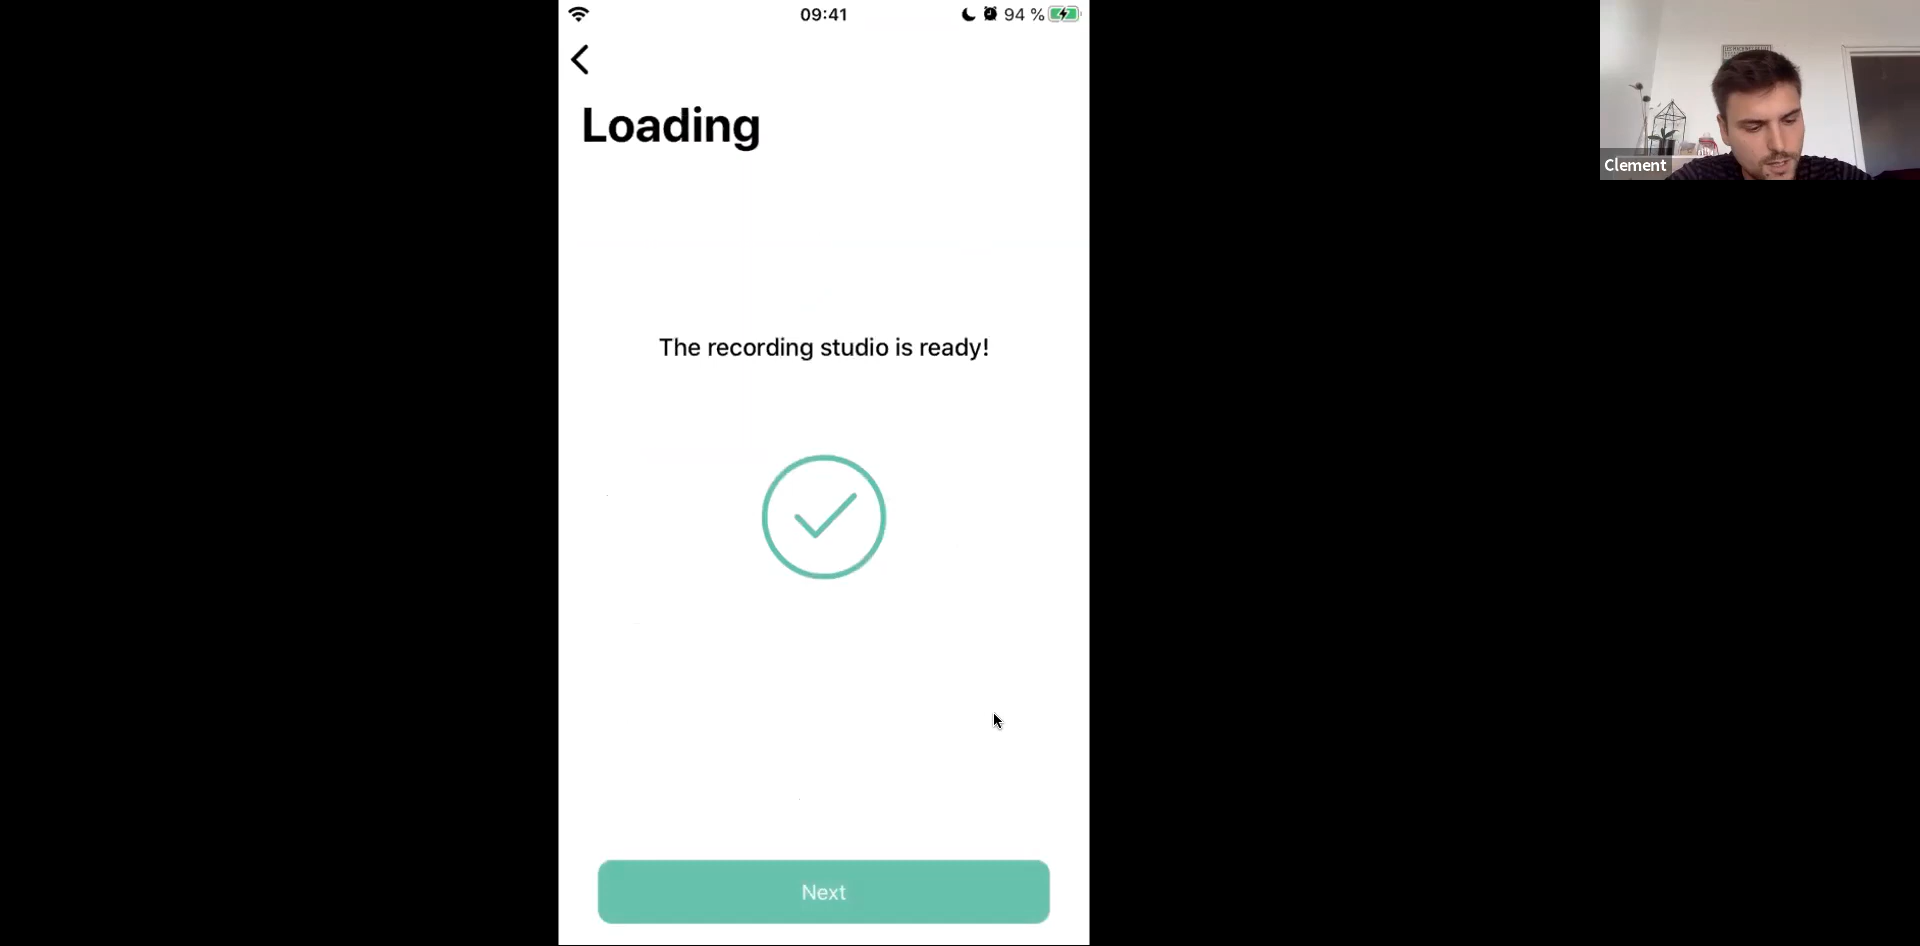 09:41
94 %
Loading
The recording studio is ready!
Next
Clement